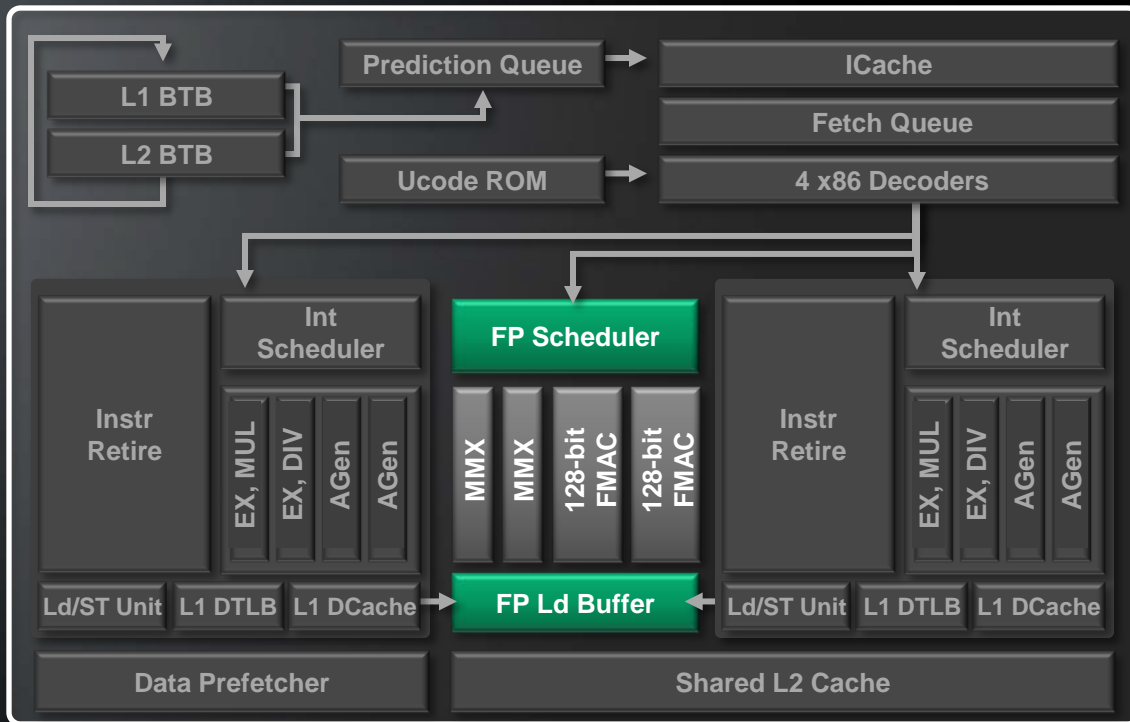 Prediction Queue
ICache
L1 BTB
Fetch Queue
L2 BTB
Ucode ROM
4 x86 Decoders
Instr
Retire
Int
Scheduler
EX, MUL
EX, DIV
AGen
AGen
Ld/ST Unit
L1 DTLB
L1 DCache
FP Scheduler
MMX
MMX
128-bit
FMAC
128-bit
FMAC
FP Ld Buffer
Instr
Retire
Int
Scheduler
EX, MUL
EX, DIV
AGen
AGen
Ld/ST Unit
L1 DTLB
L1 DCache
Data Prefetcher
Shared L2 Cache